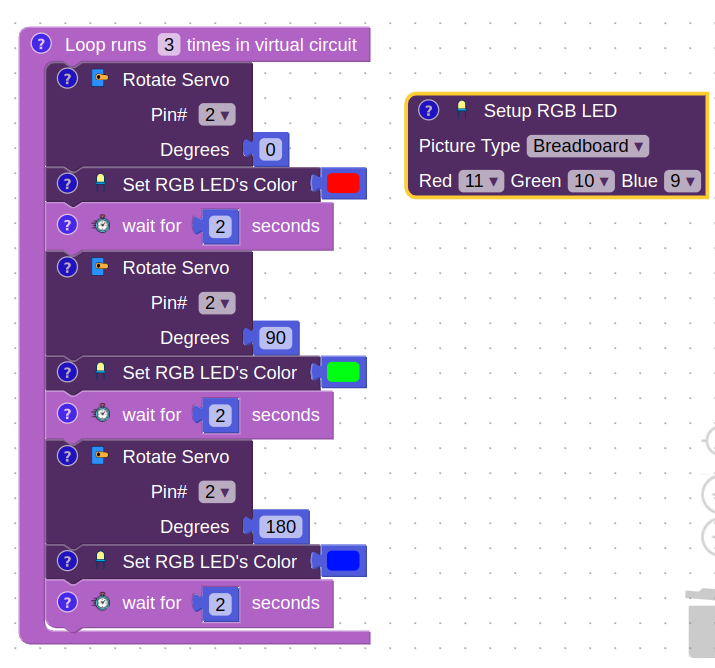 ? Loop runs 3 times in virtual circuit
? Rotate Servo
Pin# 2 ▾
Degrees 0
? Set RGB LED's Color
? wait for 2 seconds
? Rotate Servo
Pin# 2 ▾
Degrees 90
? Set RGB LED's Color
? wait for 2 seconds
? Rotate Servo
Pin# 2 ▾
Degrees 180
? Set RGB LED's Color
? wait for 2 seconds
? Setup RGB LED
Picture Type Breadboard ▾
Red 11 ▾ Green 10 ▾ Blue 9 ▾